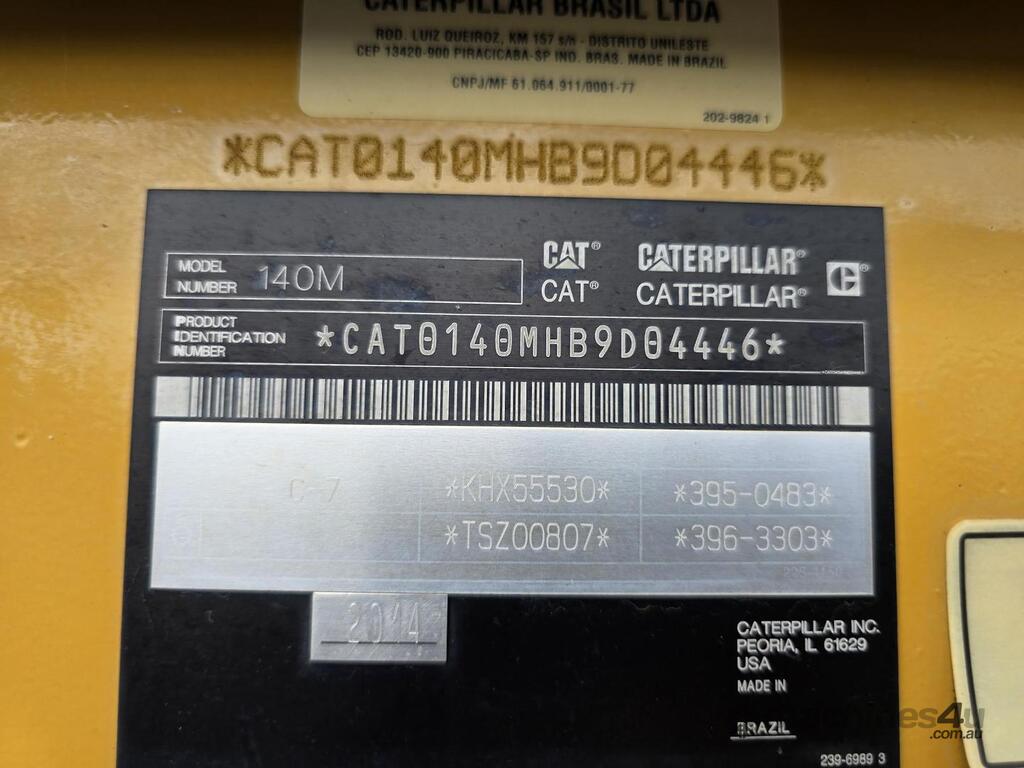 CATERPILLAR BRASIL LTDA
ROD. LUIZ QUEIROZ, KM 157 s/n - DISTRITO UNILESTE
CEP 13420-900 PIRACICABA-SP IND. BRAS. MADE IN BRAZIL
CNPJ/MF 61.064.911/0001-77
202-9824 1
*CAT0140MHB9D04446*
CAT® CATERPILLAR® C®
CAT® CATERPILLAR®
MODEL NUMBER 140M
PRODUCT IDENTIFICATION NUMBER *CAT0140MHB9D04446*
C-7 *KHX55530* *395-0483*
*TSZ00807* *396-3303*
2014
CATERPILLAR INC.
PEORIA, IL 61629
USA
MADE IN
BRAZIL
machines4u
.com.au
239-6989 3